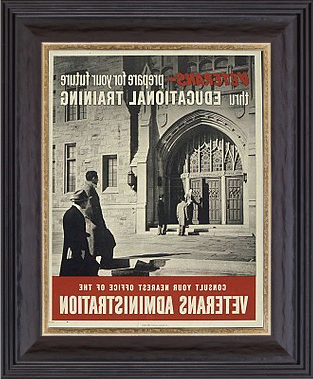 VETERANS- prepare for your future
thru EDUCATIONAL TRAINING
CONSULT YOUR NEAREST OFFICE OF THE
VETERANS ADMINISTRATION